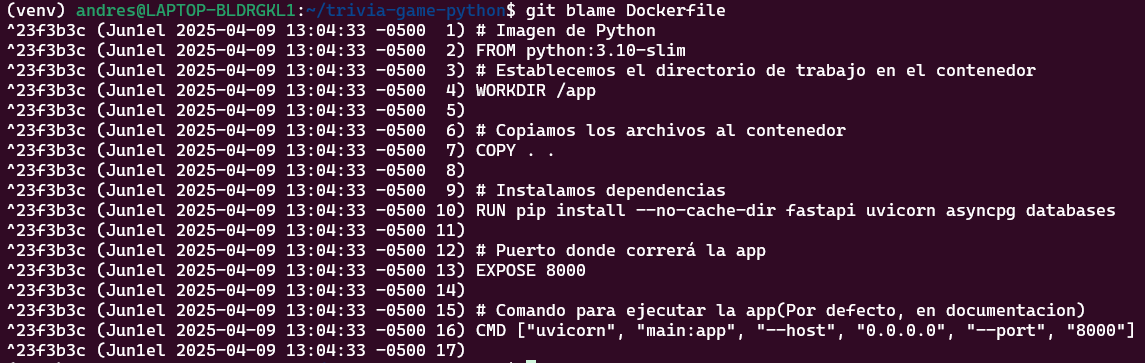 (venv) andres@LAPTOP-BLDRGKL1:~/trivia-game-python$ git blame Dockerfile
^23f3b3c (Jun1el 2025-04-09 13:04:33 -0500  1) # Imagen de Python
^23f3b3c (Jun1el 2025-04-09 13:04:33 -0500  2) FROM python:3.10-slim
^23f3b3c (Jun1el 2025-04-09 13:04:33 -0500  3) # Establecemos el directorio de trabajo en el contenedor
^23f3b3c (Jun1el 2025-04-09 13:04:33 -0500  4) WORKDIR /app
^23f3b3c (Jun1el 2025-04-09 13:04:33 -0500  5)
^23f3b3c (Jun1el 2025-04-09 13:04:33 -0500  6) # Copiamos los archivos al contenedor
^23f3b3c (Jun1el 2025-04-09 13:04:33 -0500  7) COPY . .
^23f3b3c (Jun1el 2025-04-09 13:04:33 -0500  8)
^23f3b3c (Jun1el 2025-04-09 13:04:33 -0500  9) # Instalamos dependencias
^23f3b3c (Jun1el 2025-04-09 13:04:33 -0500 10) RUN pip install --no-cache-dir fastapi uvicorn asyncpg databases
^23f3b3c (Jun1el 2025-04-09 13:04:33 -0500 11)
^23f3b3c (Jun1el 2025-04-09 13:04:33 -0500 12) # Puerto donde correrá la app
^23f3b3c (Jun1el 2025-04-09 13:04:33 -0500 13) EXPOSE 8000
^23f3b3c (Jun1el 2025-04-09 13:04:33 -0500 14)
^23f3b3c (Jun1el 2025-04-09 13:04:33 -0500 15) # Comando para ejecutar la app(Por defecto, en documentacion)
^23f3b3c (Jun1el 2025-04-09 13:04:33 -0500 16) CMD ["uvicorn", "main:app", "--host", "0.0.0.0", "--port", "8000"]
^23f3b3c (Jun1el 2025-04-09 13:04:33 -0500 17)